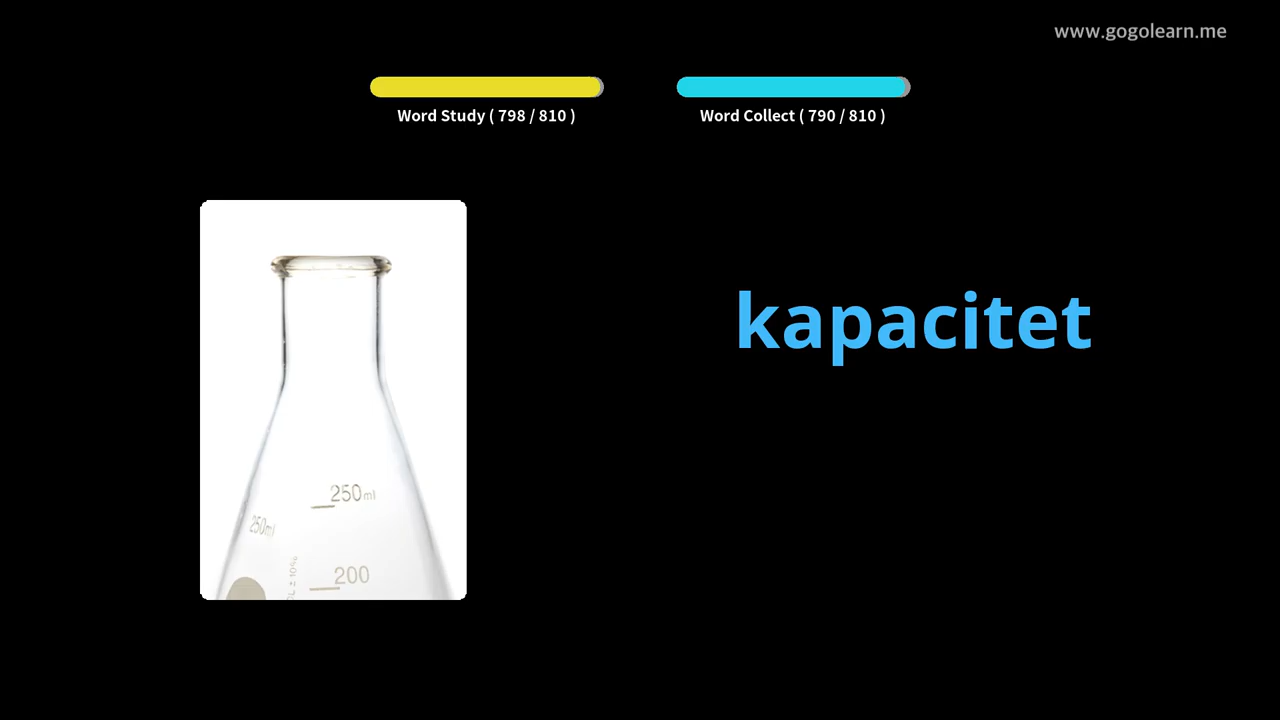 www.gogolearn.me
Word Study ( 798 / 810 )
Word Collect ( 790 / 810 )
kapacitet
250ml
250ml
200